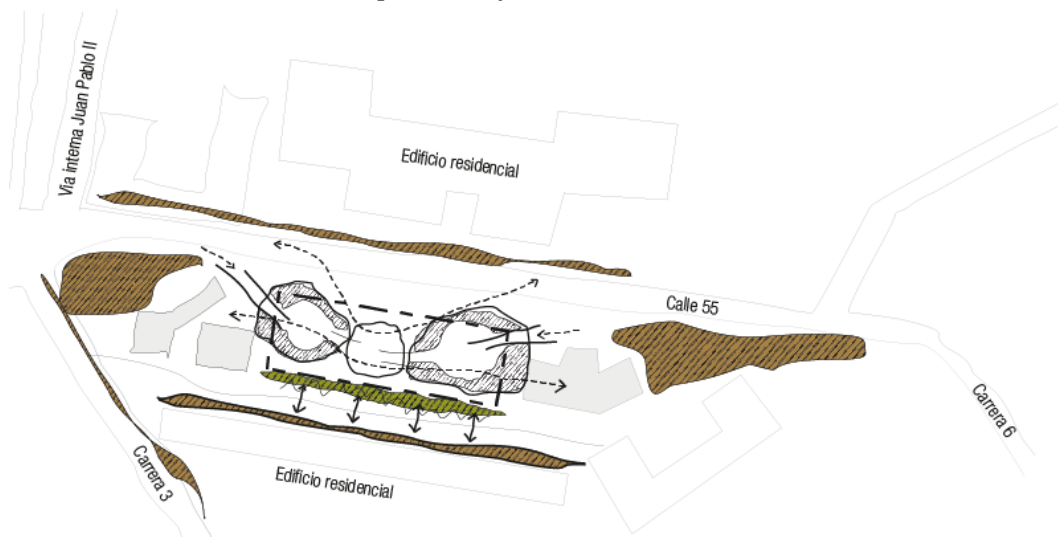 Vía interna Juan Pablo II
Edificio residencial
Calle 55
Carrera 6
Carrera 3
Edificio residencial